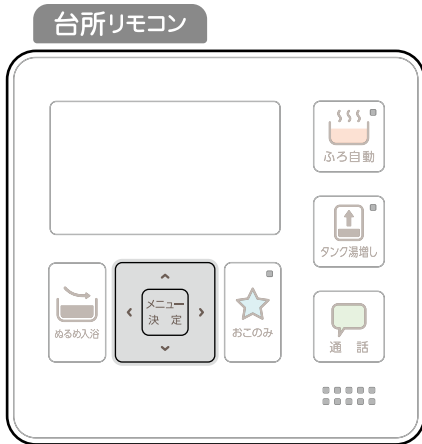 台所リモコン
ふろ自動
タンク湯増し
ぬるめ入浴
メニュー
決 定
おこのみ
通 話